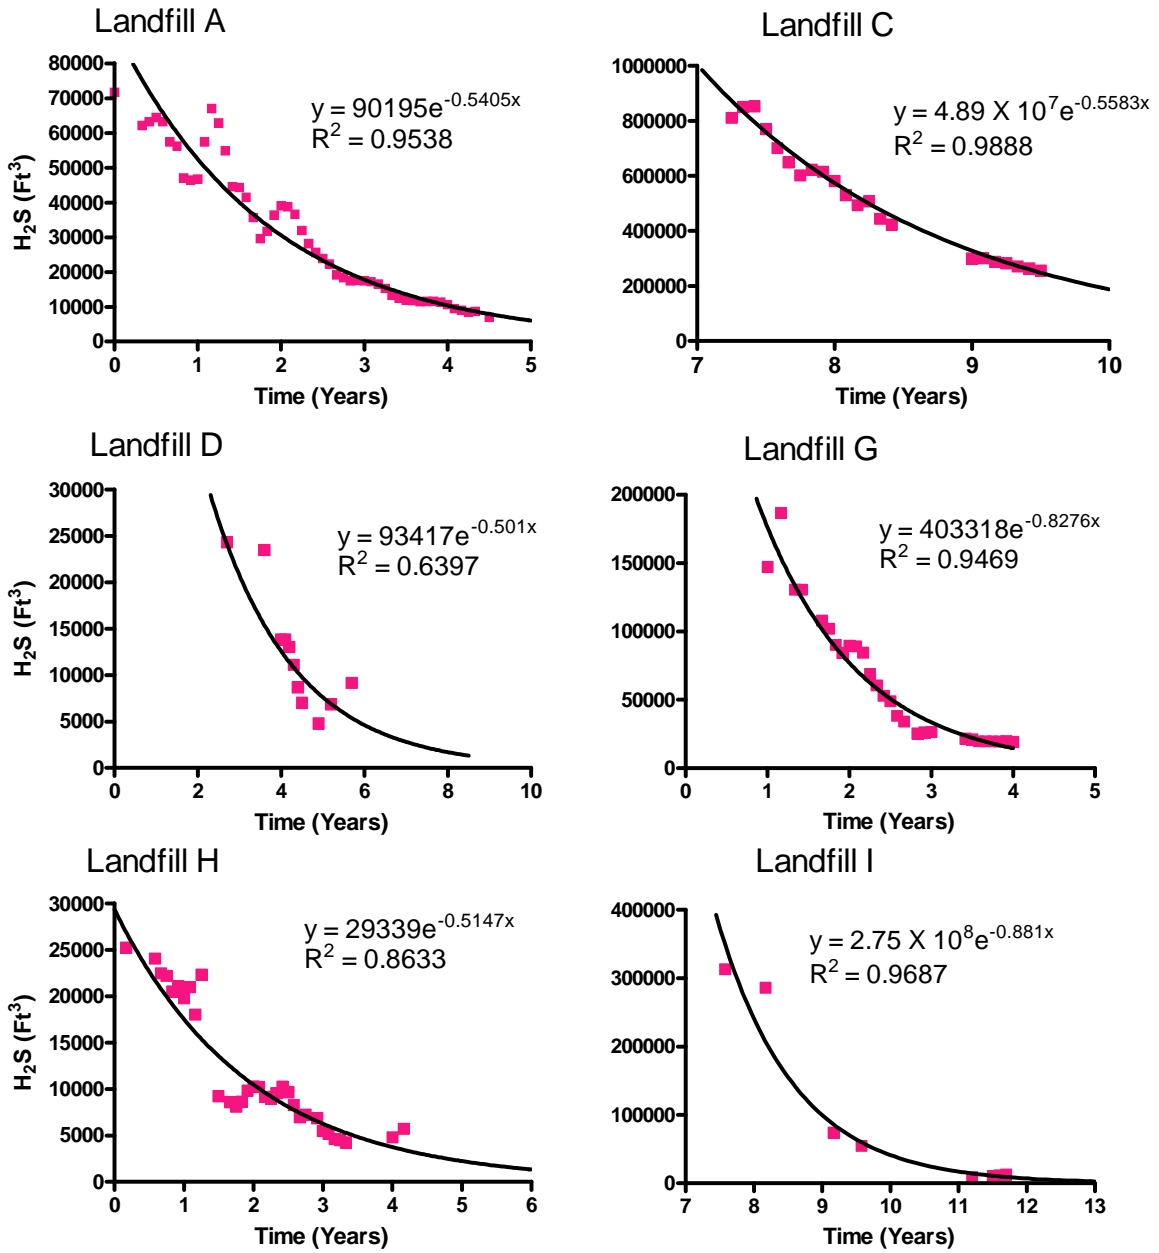 Landfill A
80000
70000
60000
50000
40000
30000
20000
10000
0
H₂S (Ft³)
y = 90195e^-0.5405x
R² = 0.9538
0 1 2 3 4 5
Time (Years)
Landfill C
1000000
800000
600000
400000
200000
0
y = 4.89 X 10⁷e^-0.5583x
R² = 0.9888
7 8 9 10
Time (Years)
Landfill D
30000
25000
20000
15000
10000
5000
0
H₂S (Ft³)
y = 93417e^-0.501x
R² = 0.6397
0 2 4 6 8 10
Time (Years)
Landfill G
200000
150000
100000
50000
0
y = 403318e^-0.8276x
R² = 0.9469
0 1 2 3 4 5
Time (Years)
Landfill H
30000
25000
20000
15000
10000
5000
0
H₂S (Ft³)
y = 29339e^-0.5147x
R² = 0.8633
0 1 2 3 4 5 6
Time (Years)
Landfill I
400000
300000
200000
100000
0
y = 2.75 X 10⁸e^-0.881x
R² = 0.9687
7 8 9 10 11 12 13
Time (Years)